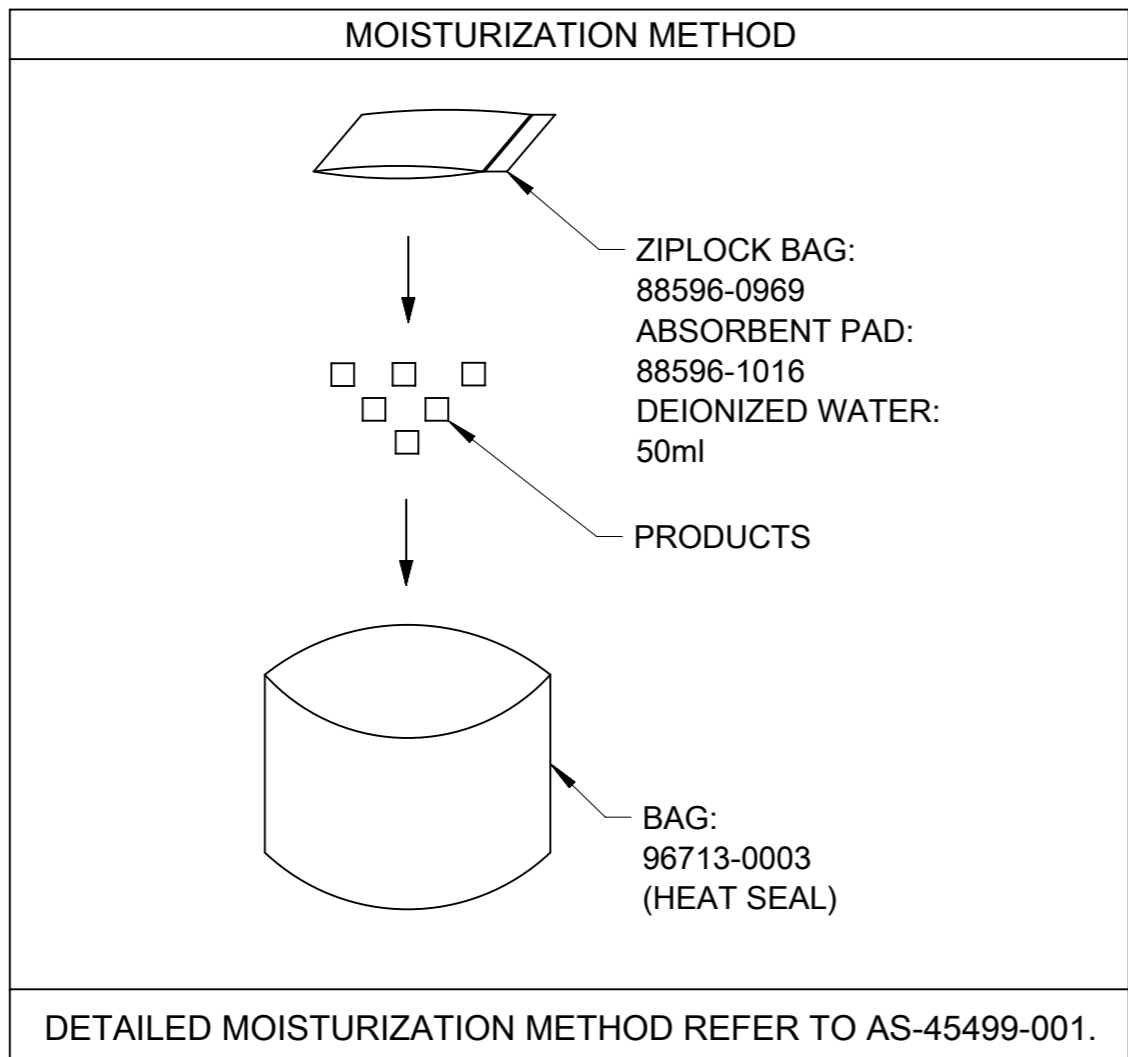 MOISTURIZATION METHOD
ZIPLOCK BAG:
88596-0969
ABSORBENT PAD:
88596-1016
DEIONIZED WATER:
50ml
PRODUCTS
BAG:
96713-0003
(HEAT SEAL)
DETAILED MOISTURIZATION METHOD REFER TO AS-45499-001.